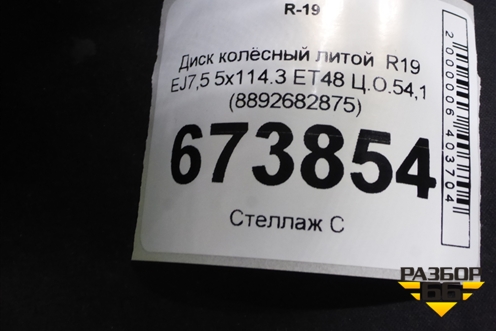 R-19
Диск колёсный литой R19
EJ7,5 5x114.3 ET48 Ц.О.54,1
(8892682875)
673854
Стеллаж С
2000006403704
РАЗБОР
66